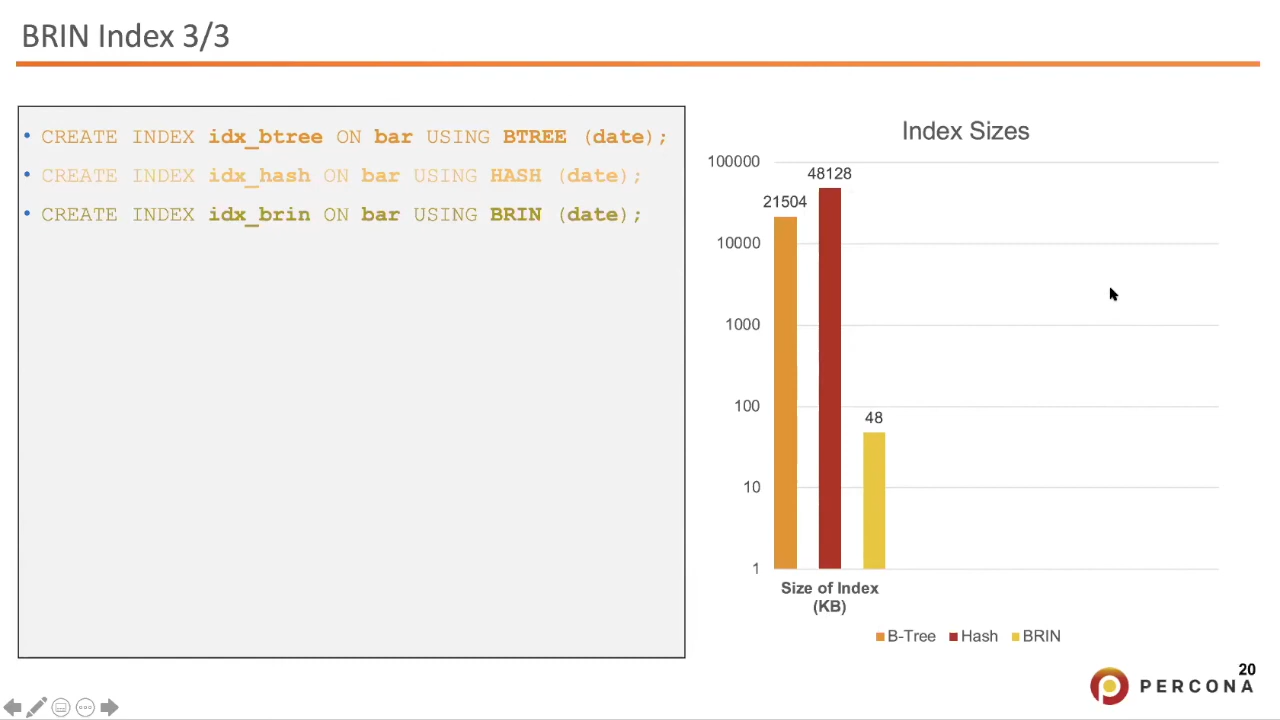 BRIN Index 3/3
• CREATE INDEX idx_btree ON bar USING BTREE (date);
• CREATE INDEX idx_hash ON bar USING HASH (date);
• CREATE INDEX idx_brin ON bar USING BRIN (date);
Index Sizes
100000
10000
1000
100
10
1
21504
48128
48
Size of Index
(KB)
B-Tree Hash BRIN
PERCONA
20